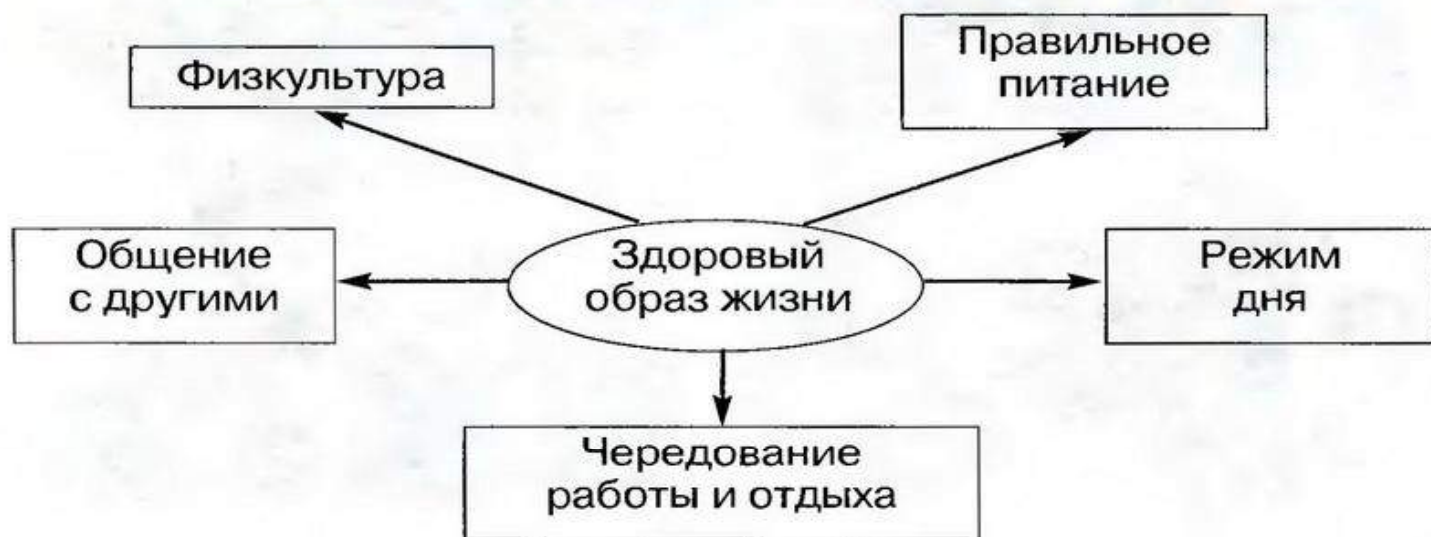 Физкультура
Правильное
питание
Общение
с другими
Здоровый
образ жизни
Режим
дня
Чередование
работы и отдыха